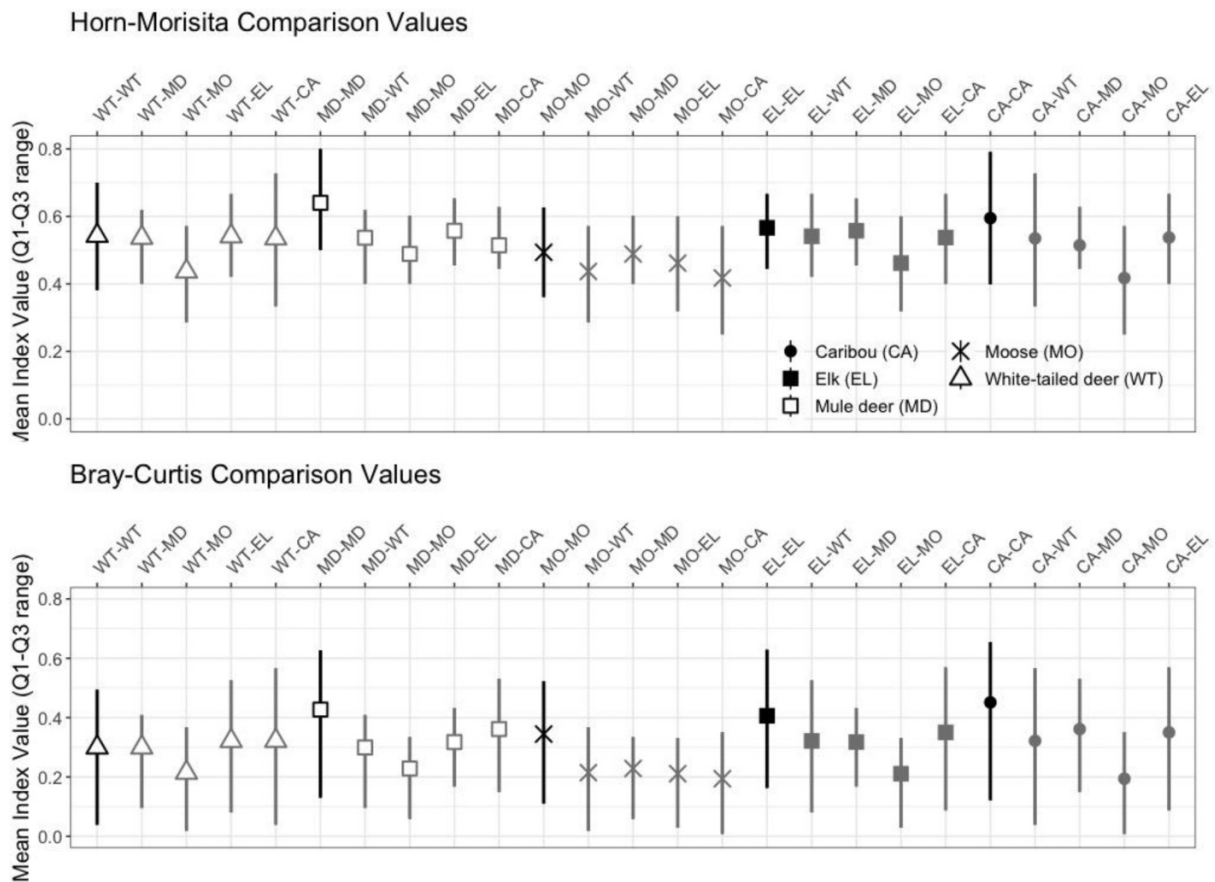 Horn-Morisita Comparison Values
WT-WT WT-MD WT-MO WT-EL WT-CA MD-MD MD-WT MD-MO MD-EL MD-CA MO-MO MO-WT MO-MD MO-EL MO-CA EL-EL EL-WT EL-MD EL-MO EL-CA CA-CA CA-WT CA-MD CA-MO CA-EL
Mean Index Value (Q1-Q3 range)
0.8
0.6
0.4
0.2
0.0
Caribou (CA)
Elk (EL)
Mule deer (MD)
Moose (MO)
White-tailed deer (WT)
Bray-Curtis Comparison Values
WT-WT WT-MD WT-MO WT-EL WT-CA MD-MD MD-WT MD-MO MD-EL MD-CA MO-MO MO-WT MO-MD MO-EL MO-CA EL-EL EL-WT EL-MD EL-MO EL-CA CA-CA CA-WT CA-MD CA-MO CA-EL
Mean Index Value (Q1-Q3 range)
0.8
0.6
0.4
0.2
0.0